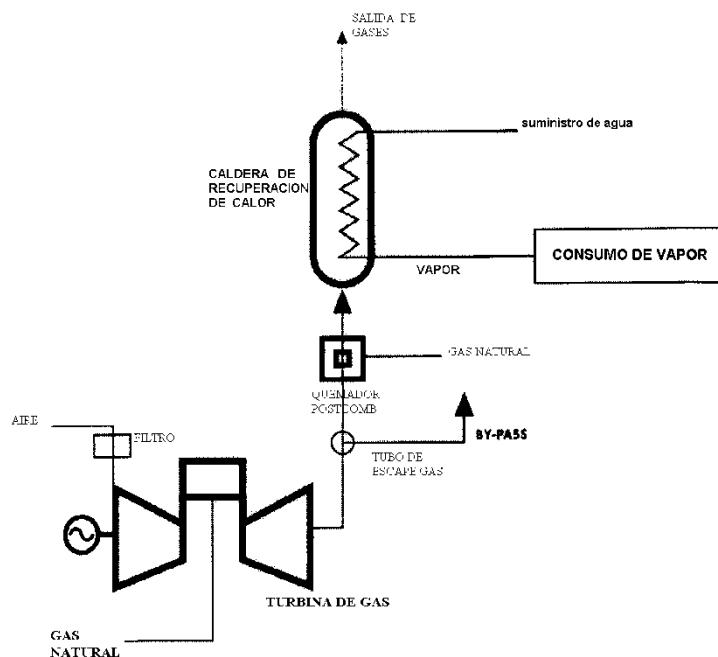 SALIDA DE
GASES
suministro de agua
CALDERA DE
RECUPERACION
DE CALOR
VAPOR
CONSUMO DE VAPOR
GAS NATURAL
QUEMADOR
POSTCOMB
AIRE
FILTRO
BY-PASS
TUBO DE
ESCAPE GAS
TURBINA DE GAS
GAS
NATURAL